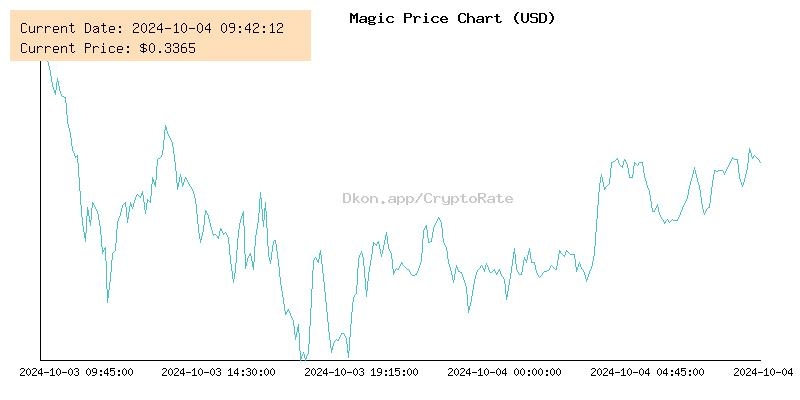 Magic Price Chart (USD)
Current Date: 2024-10-04 09:42:12
Current Price: $0.3365
Dkon.app/CryptoRate
2024-10-03 09:45:00
2024-10-03 14:30:00
2024-10-03 19:15:00
2024-10-04 00:00:00
2024-10-04 04:45:00
2024-10-04